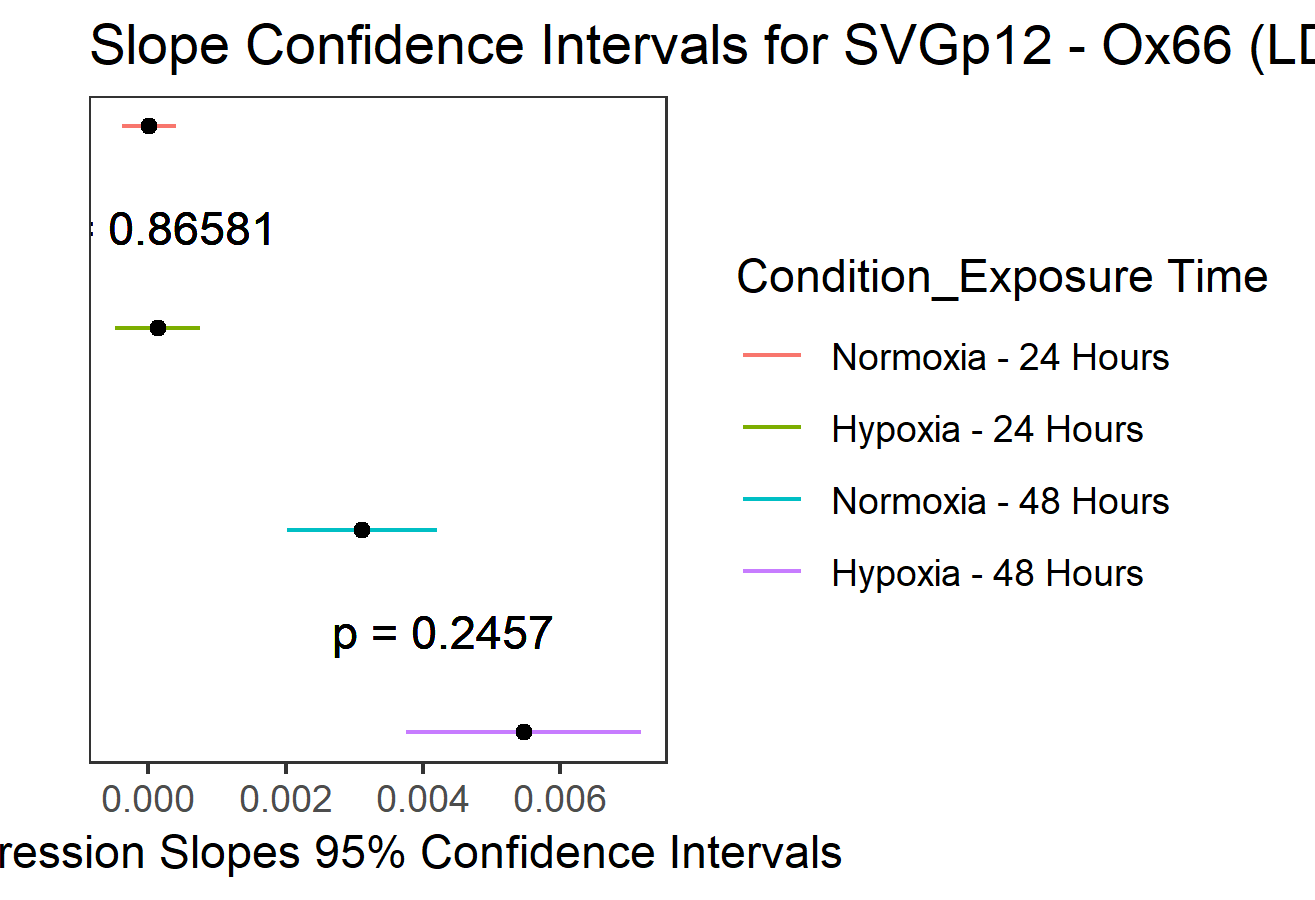 Slope Confidence Intervals for SVGp12 - Ox66 (LD
= 0.86581
Condition_Exposure Time
Normoxia - 24 Hours
Hypoxia - 24 Hours
Normoxia - 48 Hours
Hypoxia - 48 Hours
p = 0.2457
0.000 0.002 0.004 0.006
ression Slopes 95% Confidence Intervals